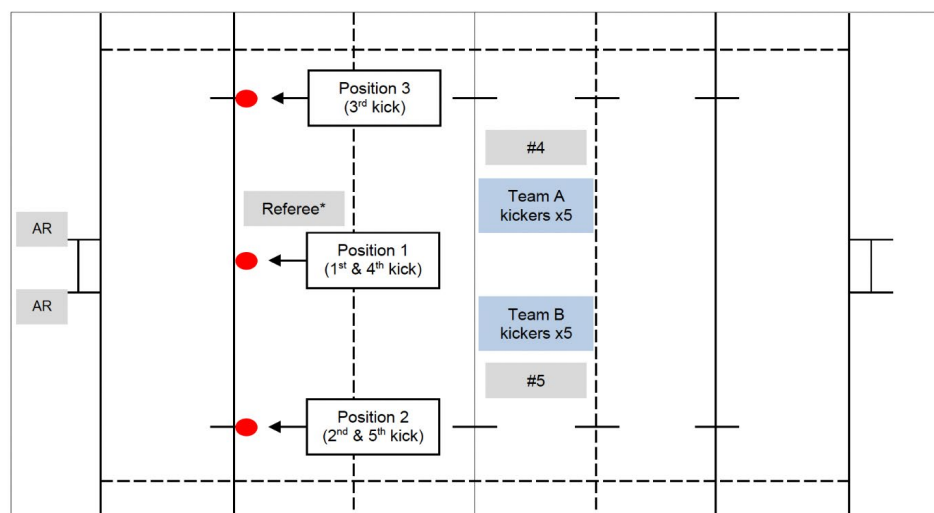 Position 3
(3rd kick)
#4
Team A
kickers x5
Referee*
AR
Position 1
(1st & 4th kick)
AR
Team B
kickers x5
#5
Position 2
(2nd & 5th kick)